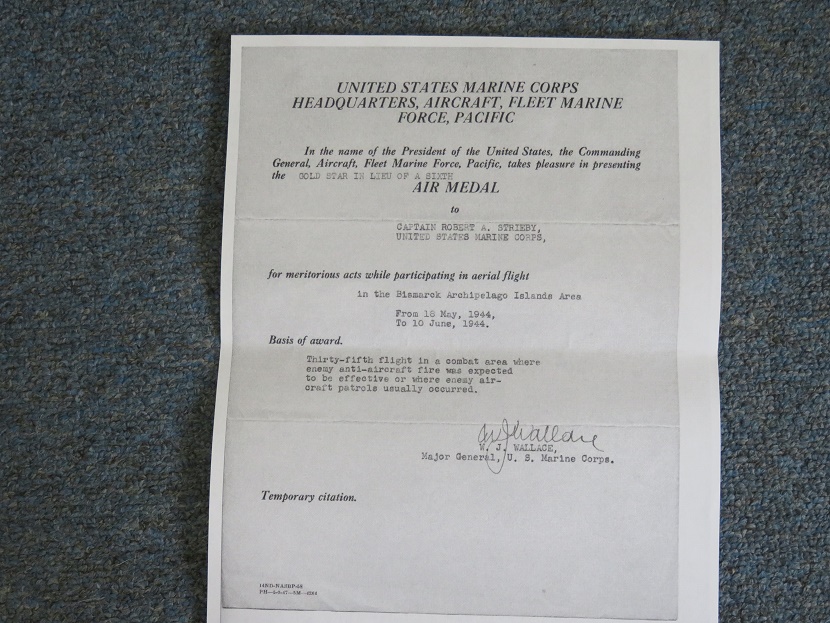 UNITED STATES MARINE CORPS
HEADQUARTERS, AIRCRAFT, FLEET MARINE
FORCE, PACIFIC
In the name of the President of the United States, the Commanding
General, Aircraft, Fleet Marine Force, Pacific, takes pleasure in presenting
the GOLD STAR IN LIEU OF A SIXTH
AIR MEDAL
to
CAPTAIN ROBERT A. STRIEBY,
UNITED STATES MARINE CORPS,
for meritorious acts while participating in aerial flight
in the Bismarck Archipelago Islands Area
From 18 May, 1944,
To 10 June, 1944.
Basis of award.
Thirty-fifth flight in a combat area where
enemy anti-aircraft fire was expected
to be effective or where enemy air-
craft patrols usually occurred.
WJWallace
W. J. WALLACE,
Major General, U. S. Marine Corps.
Temporary citation.